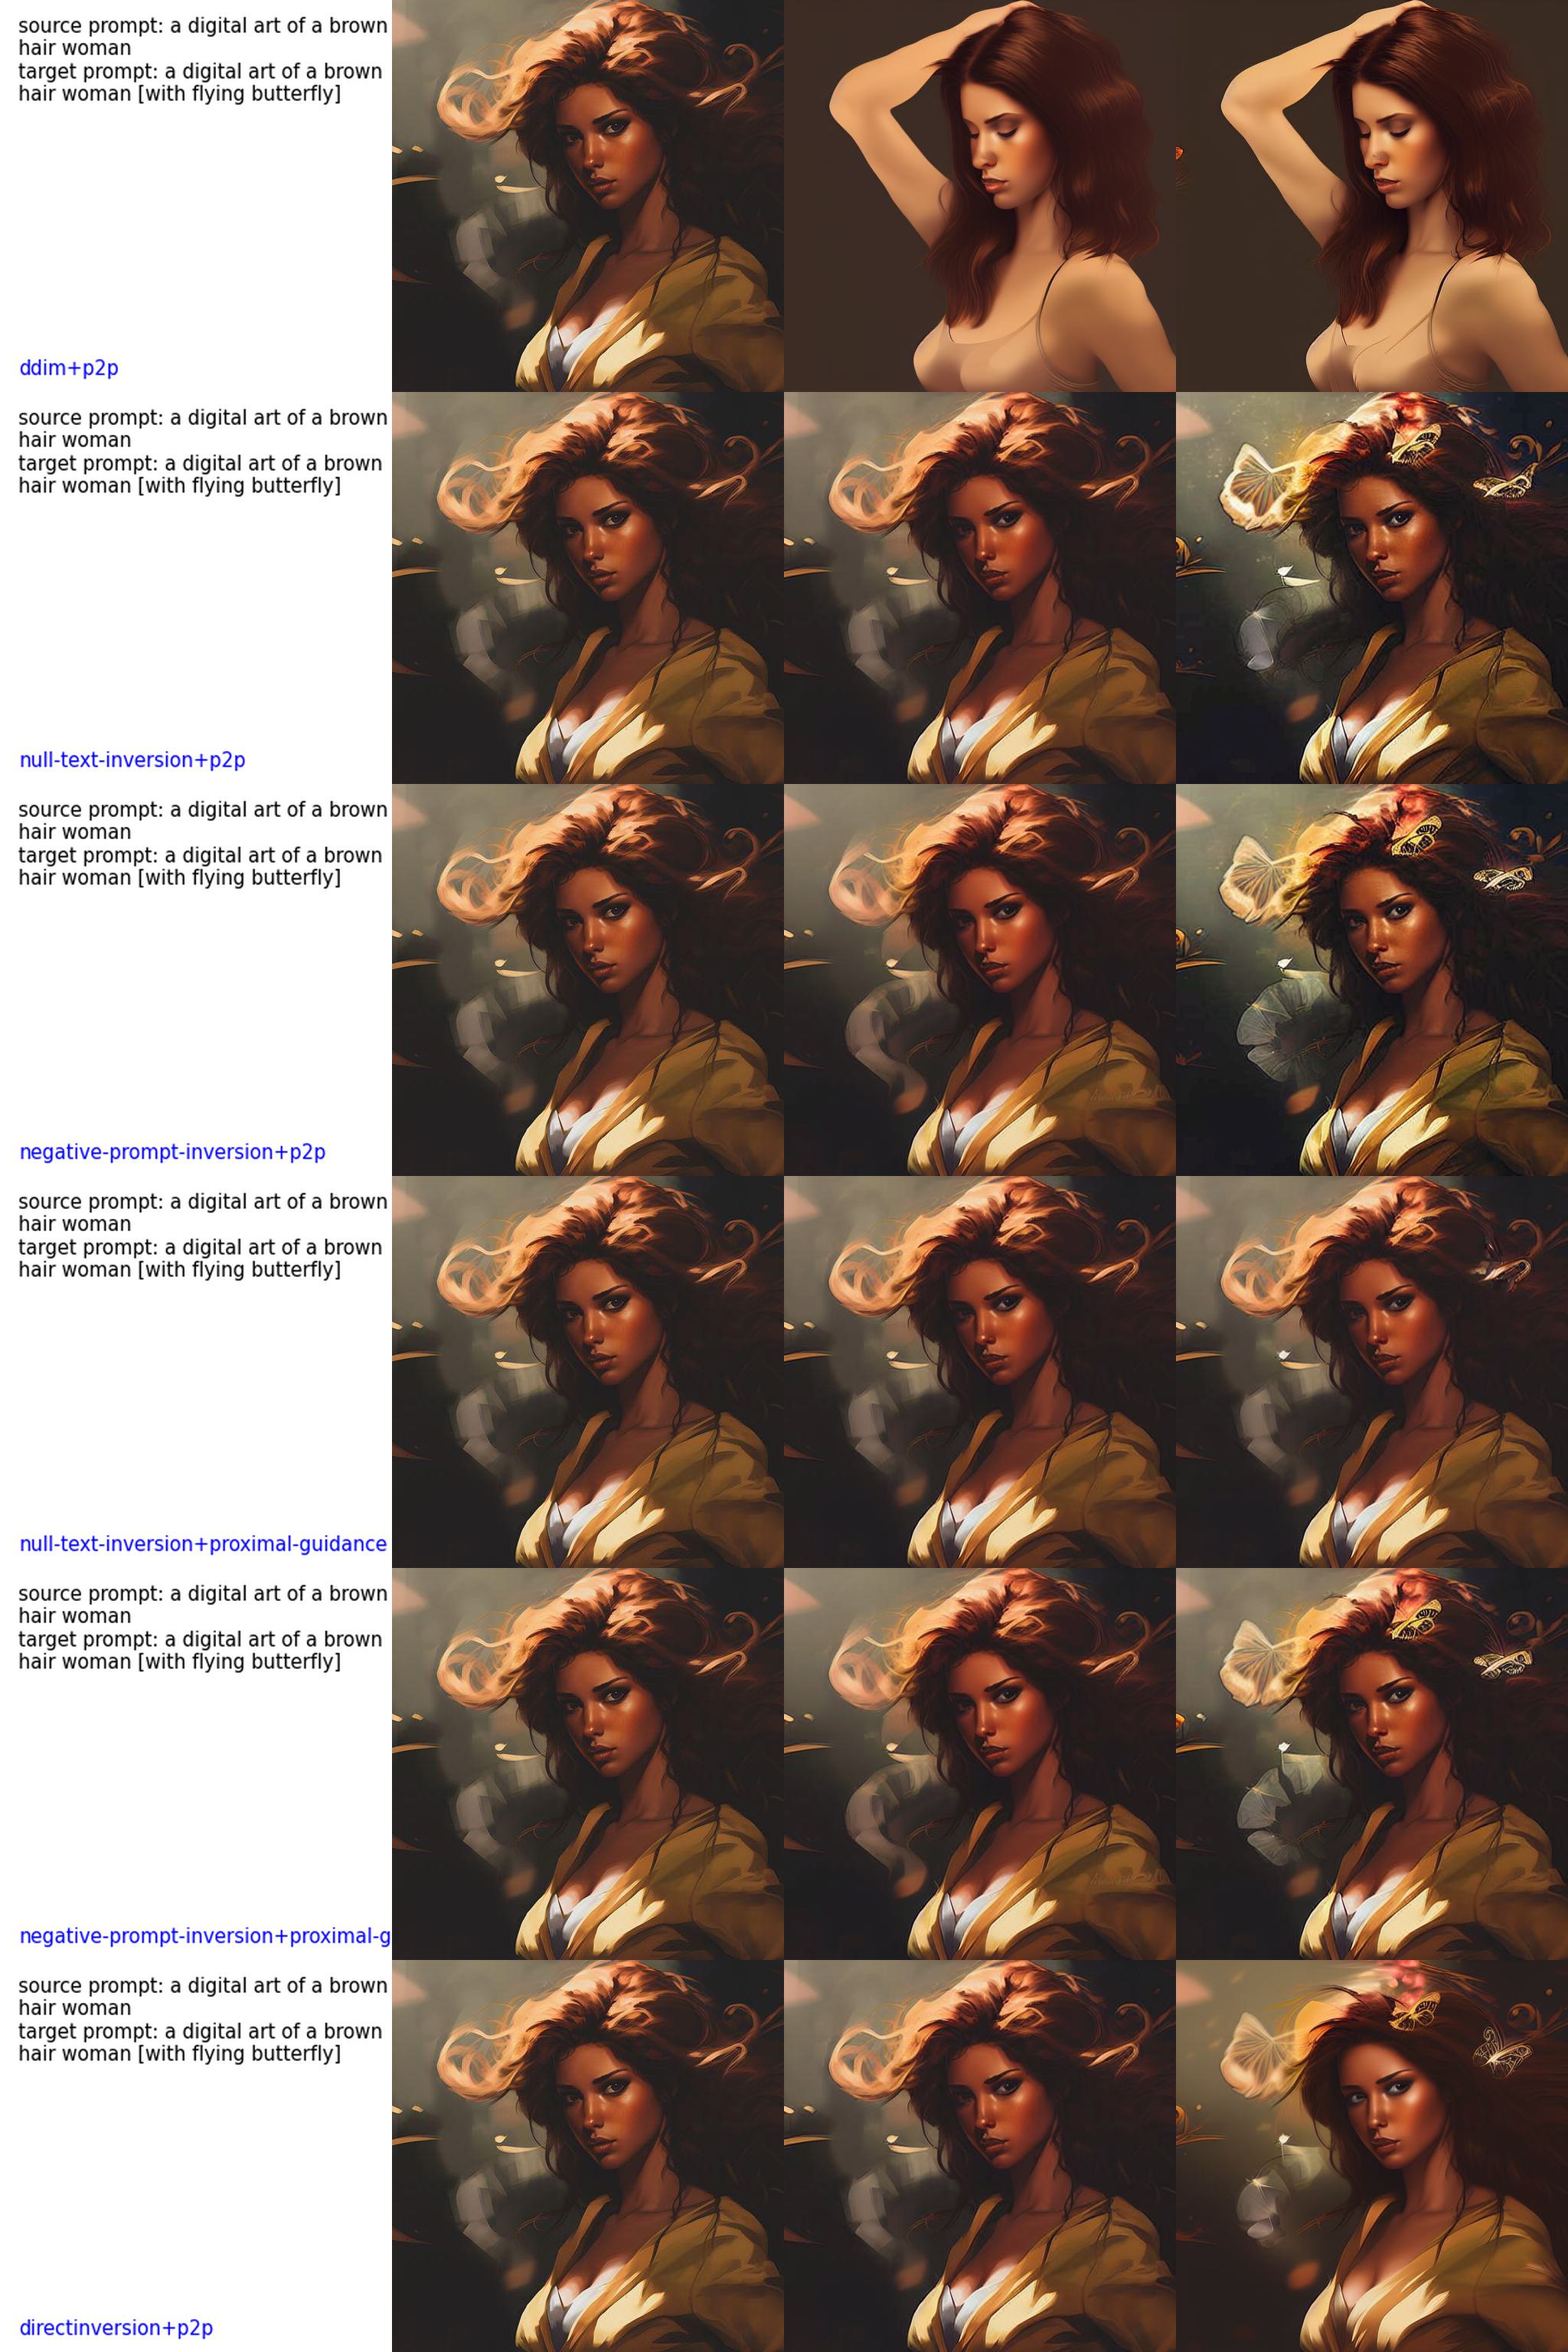 source prompt: a digital art of a brown
hair woman
target prompt: a digital art of a brown
hair woman [with flying butterfly]
ddim+p2p
source prompt: a digital art of a brown
hair woman
target prompt: a digital art of a brown
hair woman [with flying butterfly]
null-text-inversion+p2p
source prompt: a digital art of a brown
hair woman
target prompt: a digital art of a brown
hair woman [with flying butterfly]
negative-prompt-inversion+p2p
source prompt: a digital art of a brown
hair woman
target prompt: a digital art of a brown
hair woman [with flying butterfly]
null-text-inversion+proximal-guidance
source prompt: a digital art of a brown
hair woman
target prompt: a digital art of a brown
hair woman [with flying butterfly]
negative-prompt-inversion+proximal-g
source prompt: a digital art of a brown
hair woman
target prompt: a digital art of a brown
hair woman [with flying butterfly]
directinversion+p2p